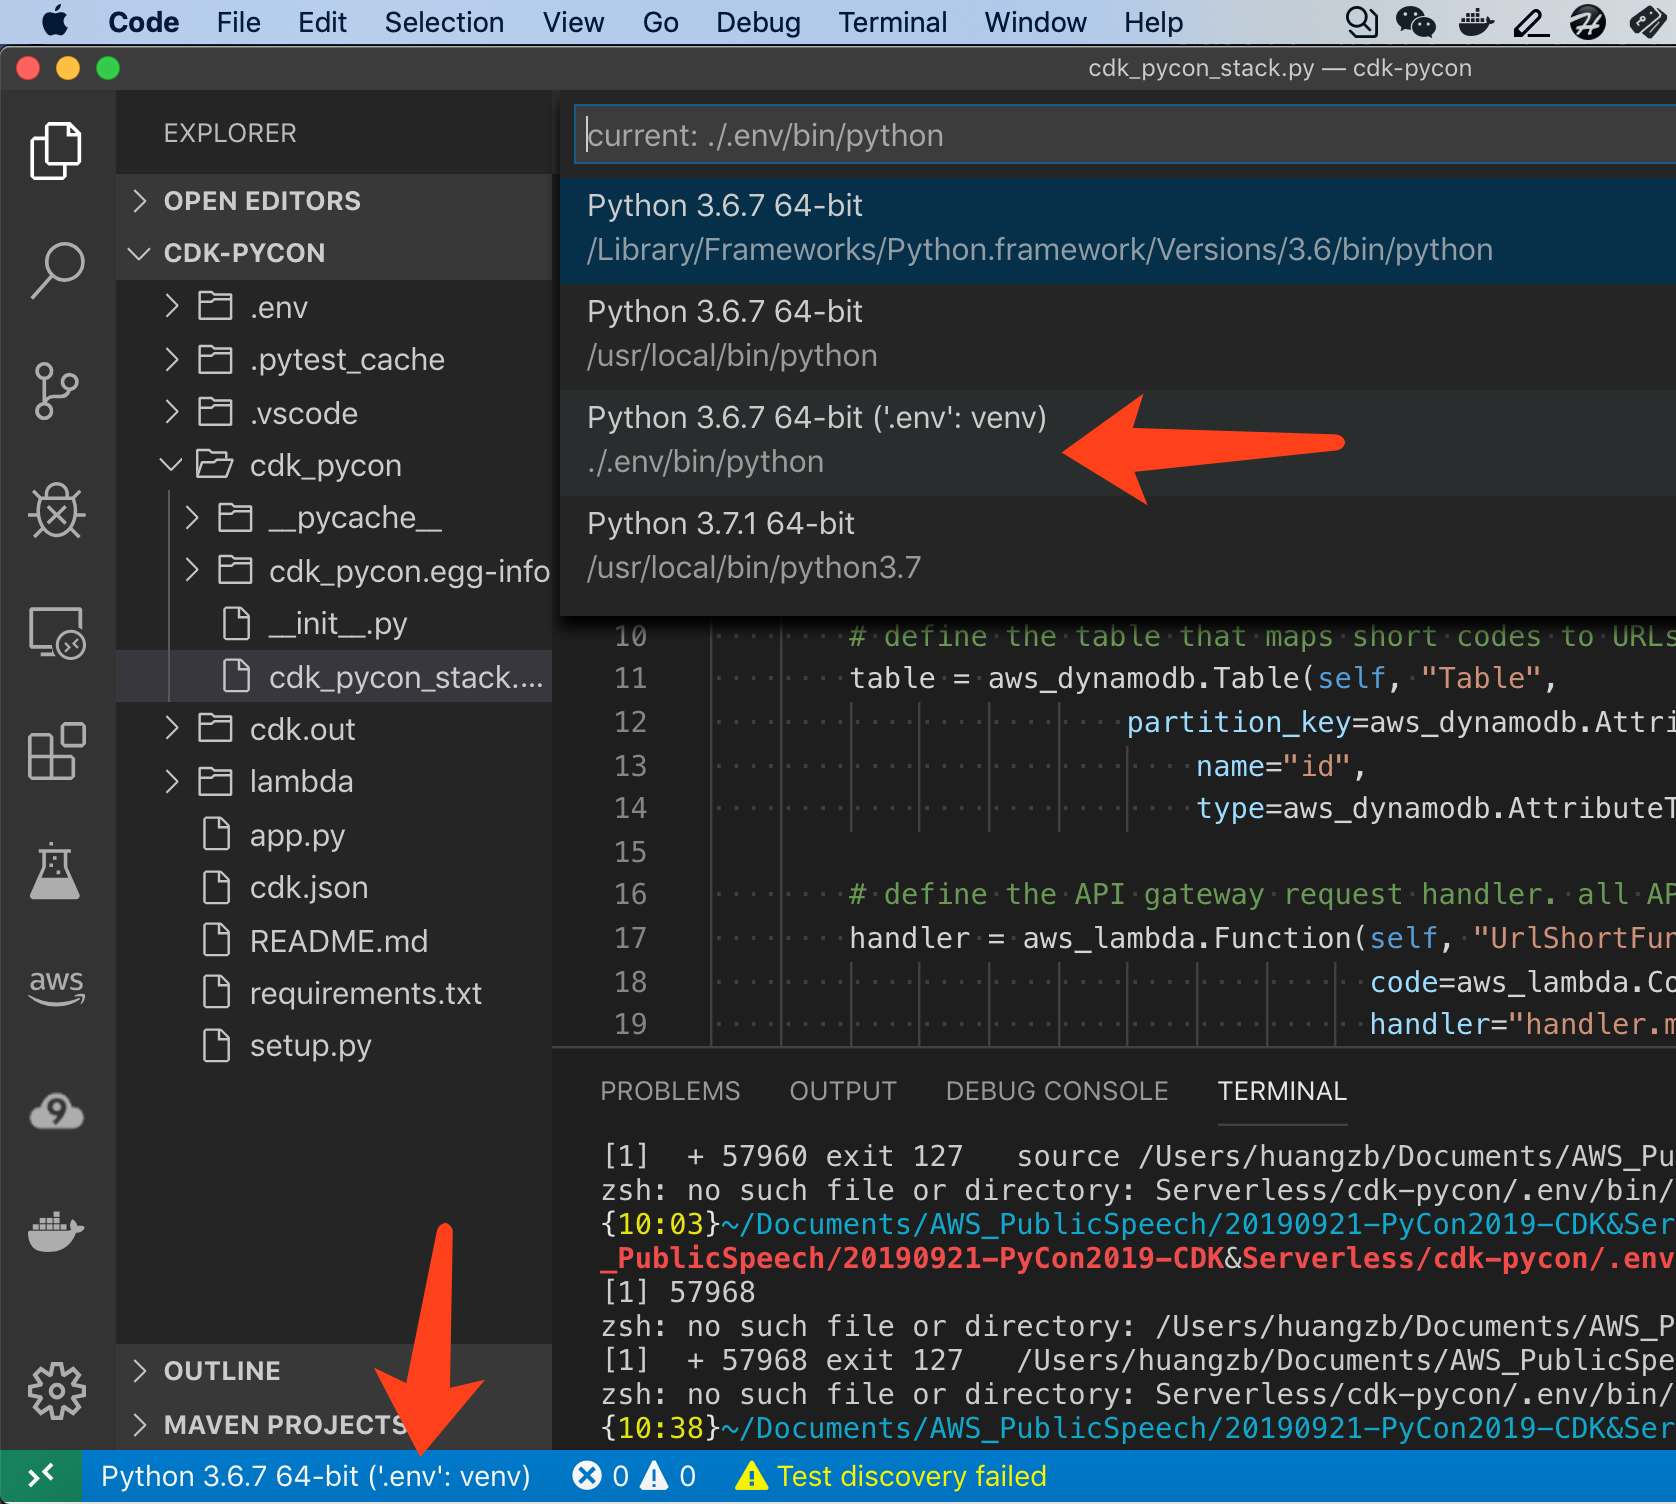 Code File Edit Selection View Go Debug Terminal Window Help
cdk_pycon_stack.py — cdk-pycon
EXPLORER
OPEN EDITORS
CDK-PYCON
.env
.pytest_cache
.vscode
cdk_pycon
__pycache__
cdk_pycon.egg-info
__init__.py
cdk_pycon_stack....
cdk.out
lambda
app.py
cdk.json
README.md
requirements.txt
setup.py
OUTLINE
MAVEN PROJECTS
aws
9
current: ./.env/bin/python
Python 3.6.7 64-bit
/Library/Frameworks/Python.framework/Versions/3.6/bin/python
Python 3.6.7 64-bit
/usr/local/bin/python
Python 3.6.7 64-bit ('.env': venv)
./.env/bin/python
Python 3.7.1 64-bit
/usr/local/bin/python3.7
10 # define the table that maps short codes to URLs
11 table = aws_dynamodb.Table(self, "Table",
12 partition_key=aws_dynamodb.Attri
13 name="id",
14 type=aws_dynamodb.AttributeT
15
16 # define the API gateway request handler. all AP
17 handler = aws_lambda.Function(self, "UrlShortFun
18 code=aws_lambda.Co
19 handler="handler.m
PROBLEMS OUTPUT DEBUG CONSOLE TERMINAL
[1]  + 57960 exit 127   source /Users/huangzb/Documents/AWS_Pu
zsh: no such file or directory: Serverless/cdk-pycon/.env/bin/
{10:03}~/Documents/AWS_PublicSpeech/20190921-PyCon2019-CDK&Ser
_PublicSpeech/20190921-PyCon2019-CDK&Serverless/cdk-pycon/.env
[1] 57968
zsh: no such file or directory: /Users/huangzb/Documents/AWS_P
[1]  + 57968 exit 127   /Users/huangzb/Documents/AWS_PublicSpe
zsh: no such file or directory: Serverless/cdk-pycon/.env/bin/
{10:38}~/Documents/AWS_PublicSpeech/20190921-PyCon2019-CDK&Ser
Python 3.6.7 64-bit ('.env': venv) 0 0 Test discovery failed